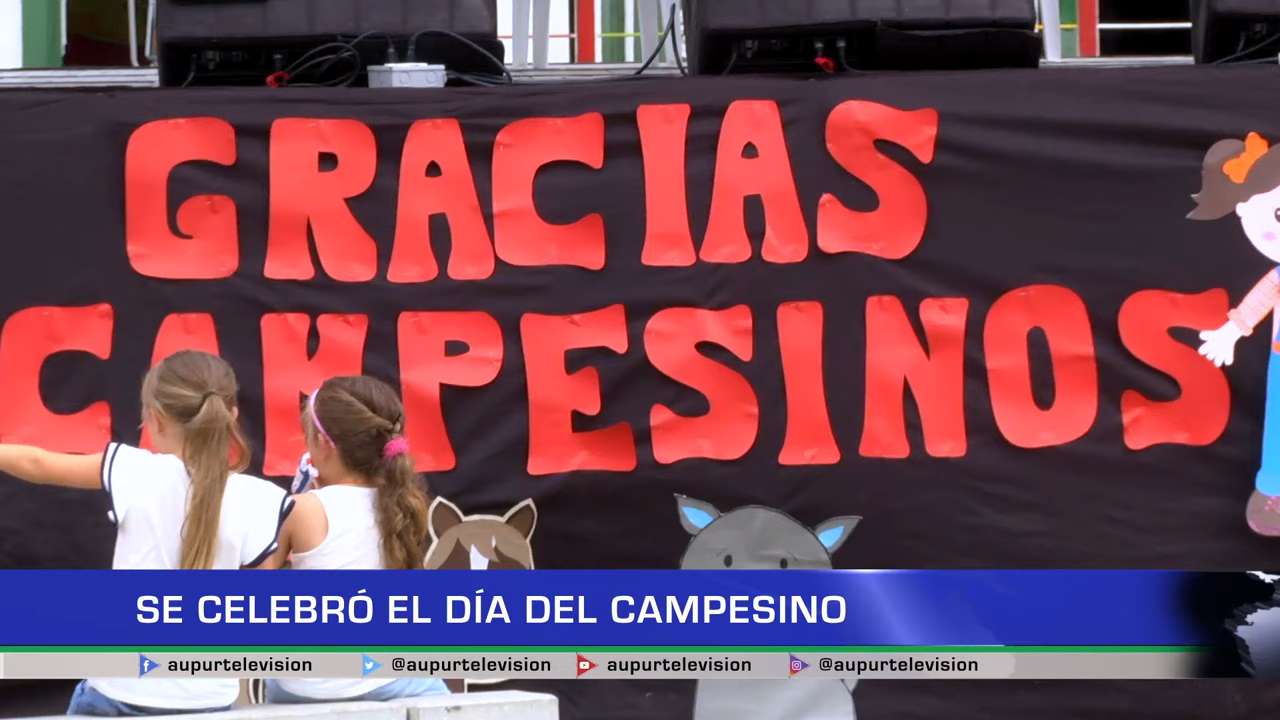 GRACIAS
CAMPESINOS
SE CELEBRÓ EL DÍA DEL CAMPESINO
aupurtelevision @aupurtelevision aupurtelevision @aupurtelevision